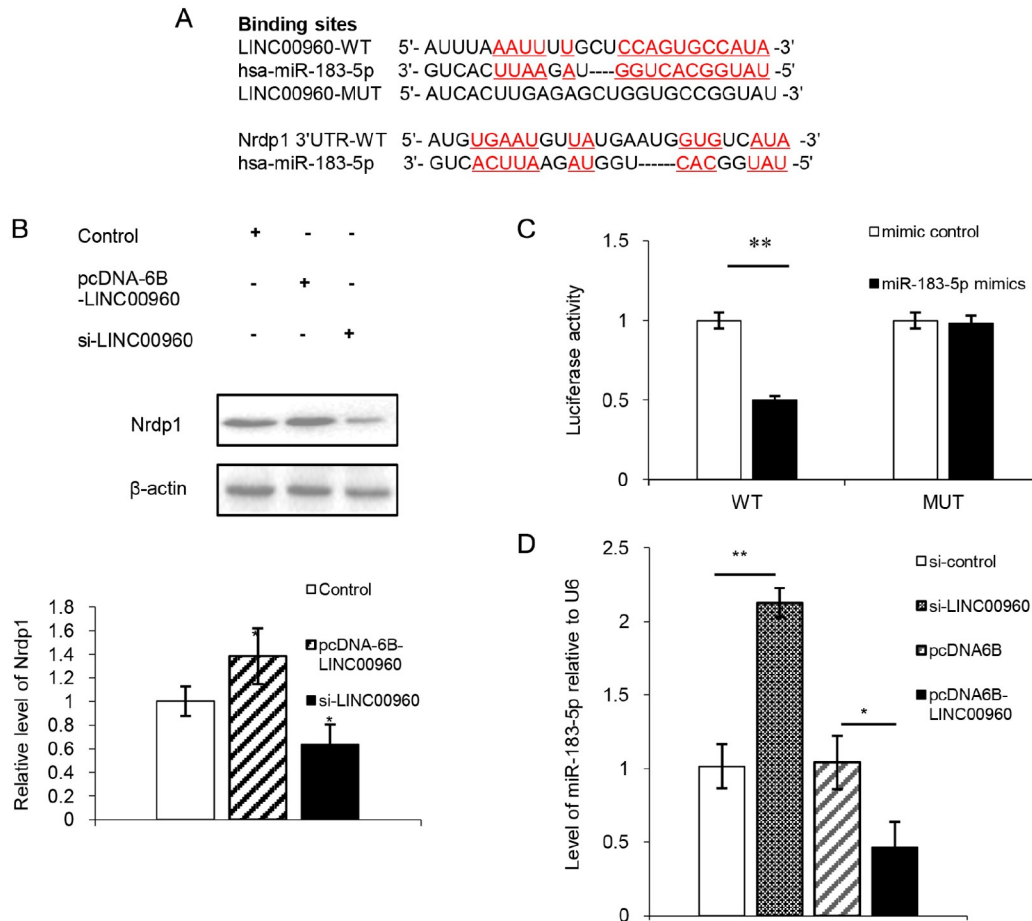 A
Binding sites
LINC00960-WT 5'- AUUUAAAUUUUGCUCCAGUGCCAUA -3'
hsa-miR-183-5p 3'- GUCACUUAAGAU----GGUCACGGUAU -5'
LINC00960-MUT 5'- AUCACUUGAGAGCUGGUGCCGGUAU -3'
Nrdp1 3'UTR-WT 5'- AUGUGAAUGUUAUGAAUGGUGUCAUA -3'
hsa-miR-183-5p 3'- GUCACUUAAGAUGGU------CACGGUAU -5'
B
Control + - -
pcDNA-6B
-LINC00960 - + -
si-LINC00960 - - +
Nrdp1
β-actin
Relative level of Nrdp1
1.8
1.6
1.4
1.2
1
0.8
0.6
0.4
0.2
0
*
*
Control
pcDNA-6B-
LINC00960
si-LINC00960
C
Luciferase activity
1.5
1
0.5
0
**
mimic control
miR-183-5p mimics
WT MUT
D
Level of miR-183-5p relative to U6
2.5
2
1.5
1
0.5
0
**
*
si-control
si-LINC00960
pcDNA6B
pcDNA6B-
LINC00960